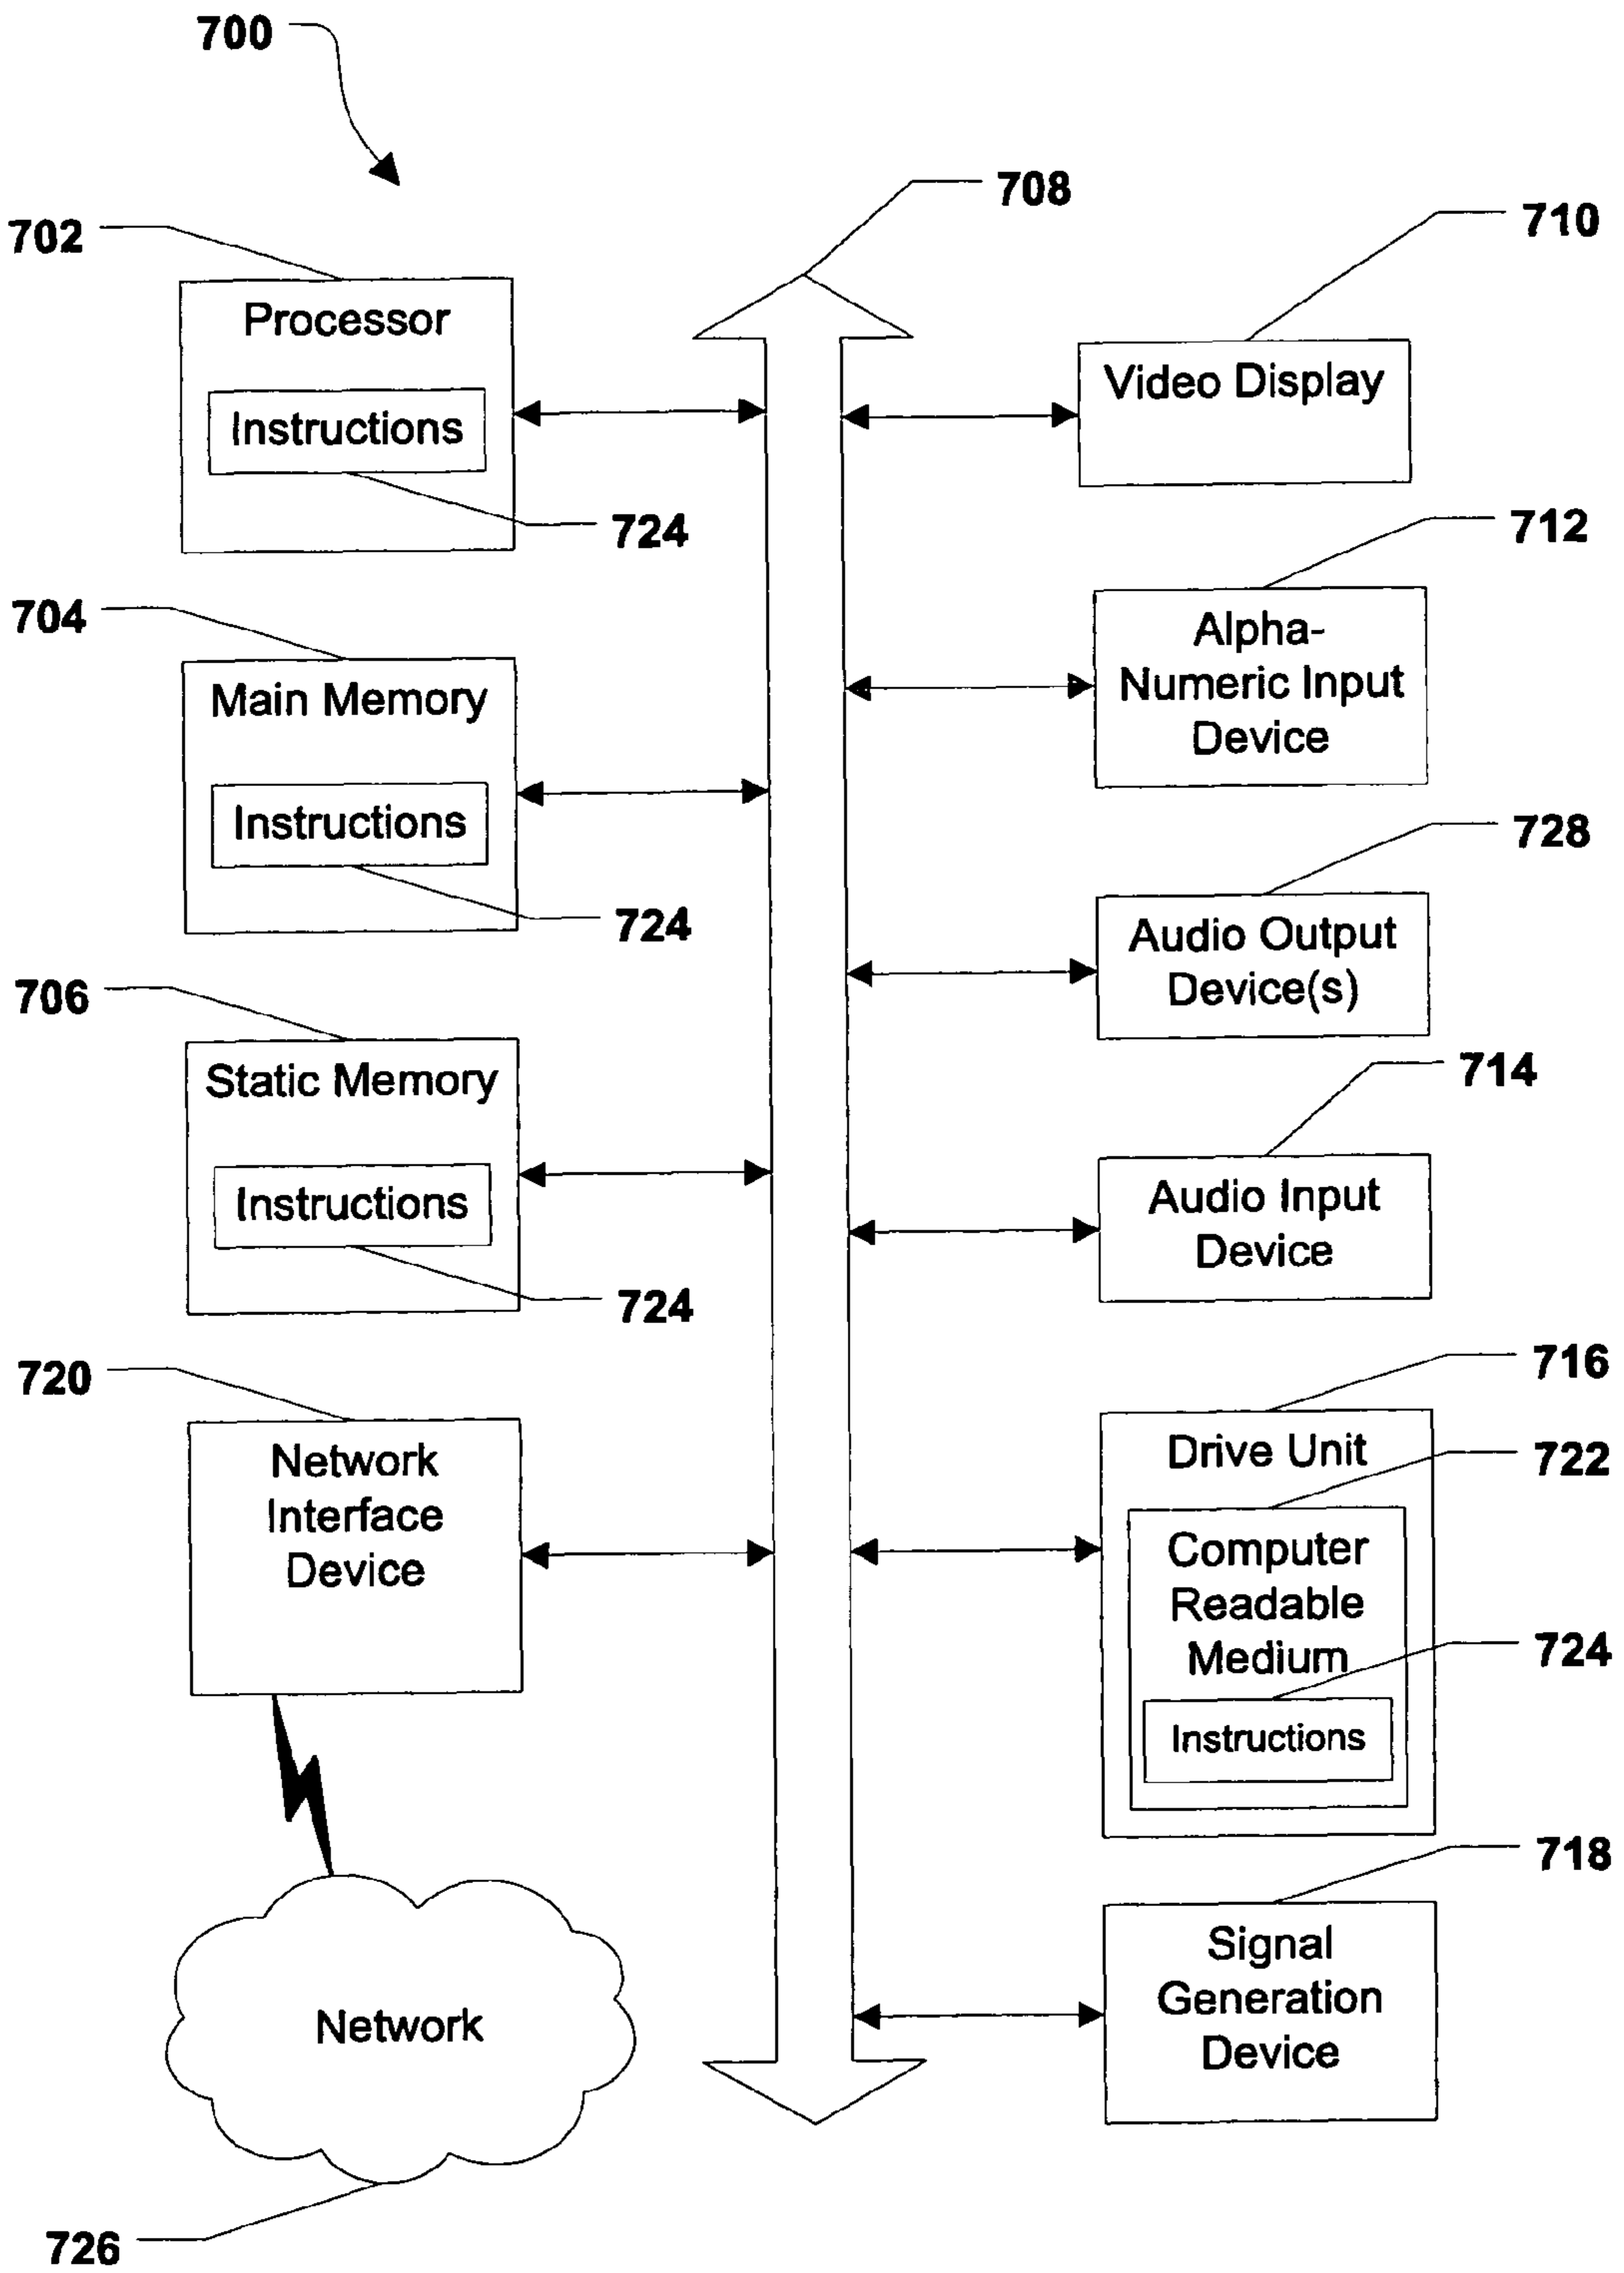 700
708
710
702
Processor
Instructions
724
Video Display
712
Alpha-
Numeric Input
Device
704
Main Memory
Instructions
724
728
Audio Output
Device(s)
706
Static Memory
Instructions
724
714
Audio Input
Device
720
Network
Interface
Device
716
Drive Unit
722
Computer
Readable
Medium
724
Instructions
718
Signal
Generation
Device
Network
726